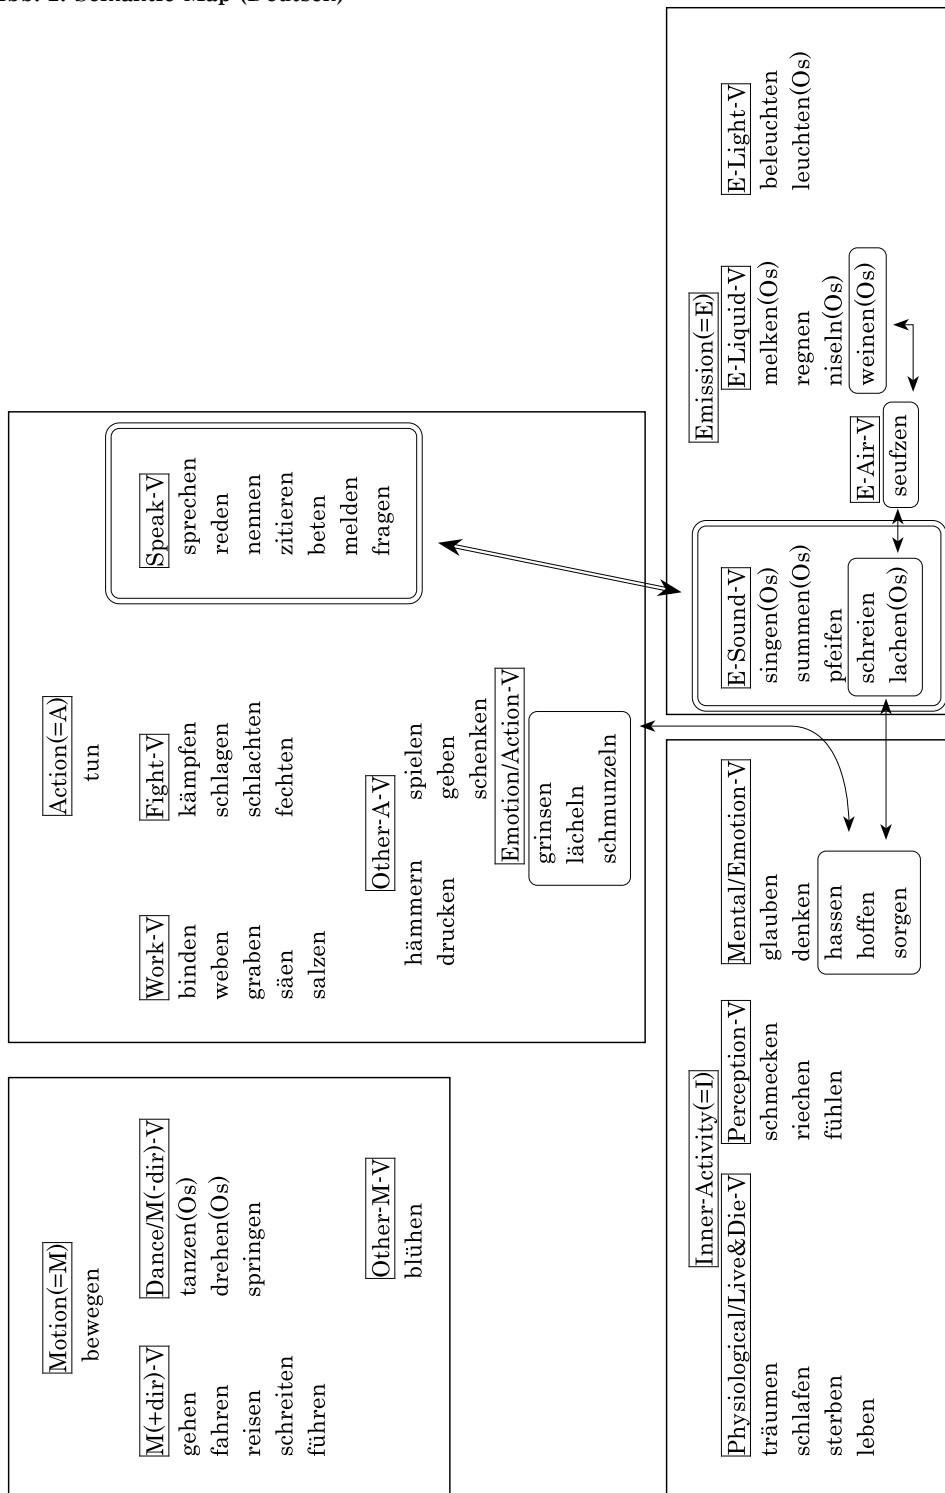 Semantic Map (Deutsch)
Motion(=M)
bewegen
M(+dir)-V
gehen
fahren
reisen
schreiten
führen
Dance/M(-dir)-V
tanzen(Os)
drehen(Os)
springen
Other-M-V
blühen
Action(=A)
tun
Work-V
binden
weben
graben
säen
salzen
Fight-V
kämpfen
schlagen
schlachten
fechten
Speak-V
sprechen
reden
nennen
zitieren
beten
melden
fragen
Other-A-V
hämmern
drucken
spielen
geben
schenken
Emotion/Action-V
grinsen
lächeln
schmunzeln
Inner-Activity(=I)
Physiological/Live&Die-V
träumen
schlafen
sterben
leben
Perception-V
schmecken
riechen
fühlen
Mental/Emotion-V
glauben
denken
hassen
hoffen
sorgen
Emission(=E)
E-Sound-V
singen(Os)
summen(Os)
pfeifen
schreien
lachen(Os)
E-Air-V
seufzen
E-Liquid-V
melken(Os)
regnen
niseln(Os)
weinen(Os)
E-Light-V
beleuchten
leuchten(Os)